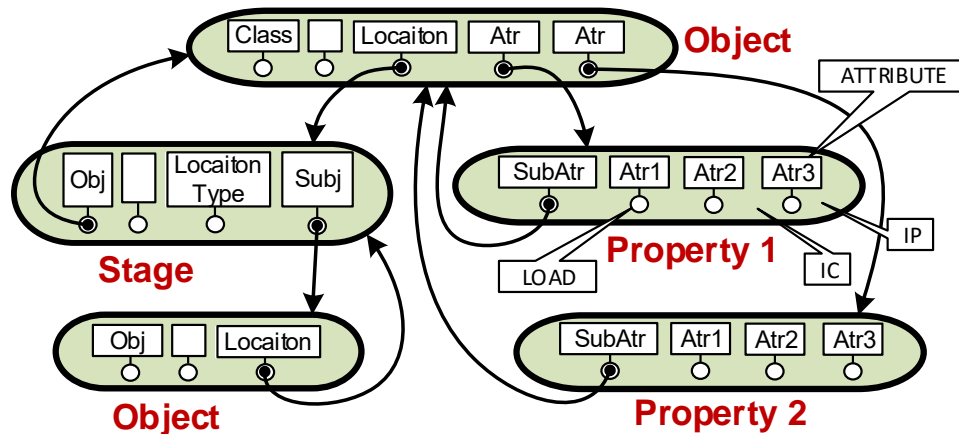 Class
Locaiton
Atr
Atr
Object
ATTRIBUTE
Obj
Locaiton
Type
Subj
SubAtr
Atr1
Atr2
Atr3
IP
IC
LOAD
Stage
Property 1
Obj
Locaiton
SubAtr
Atr1
Atr2
Atr3
Object
Property 2